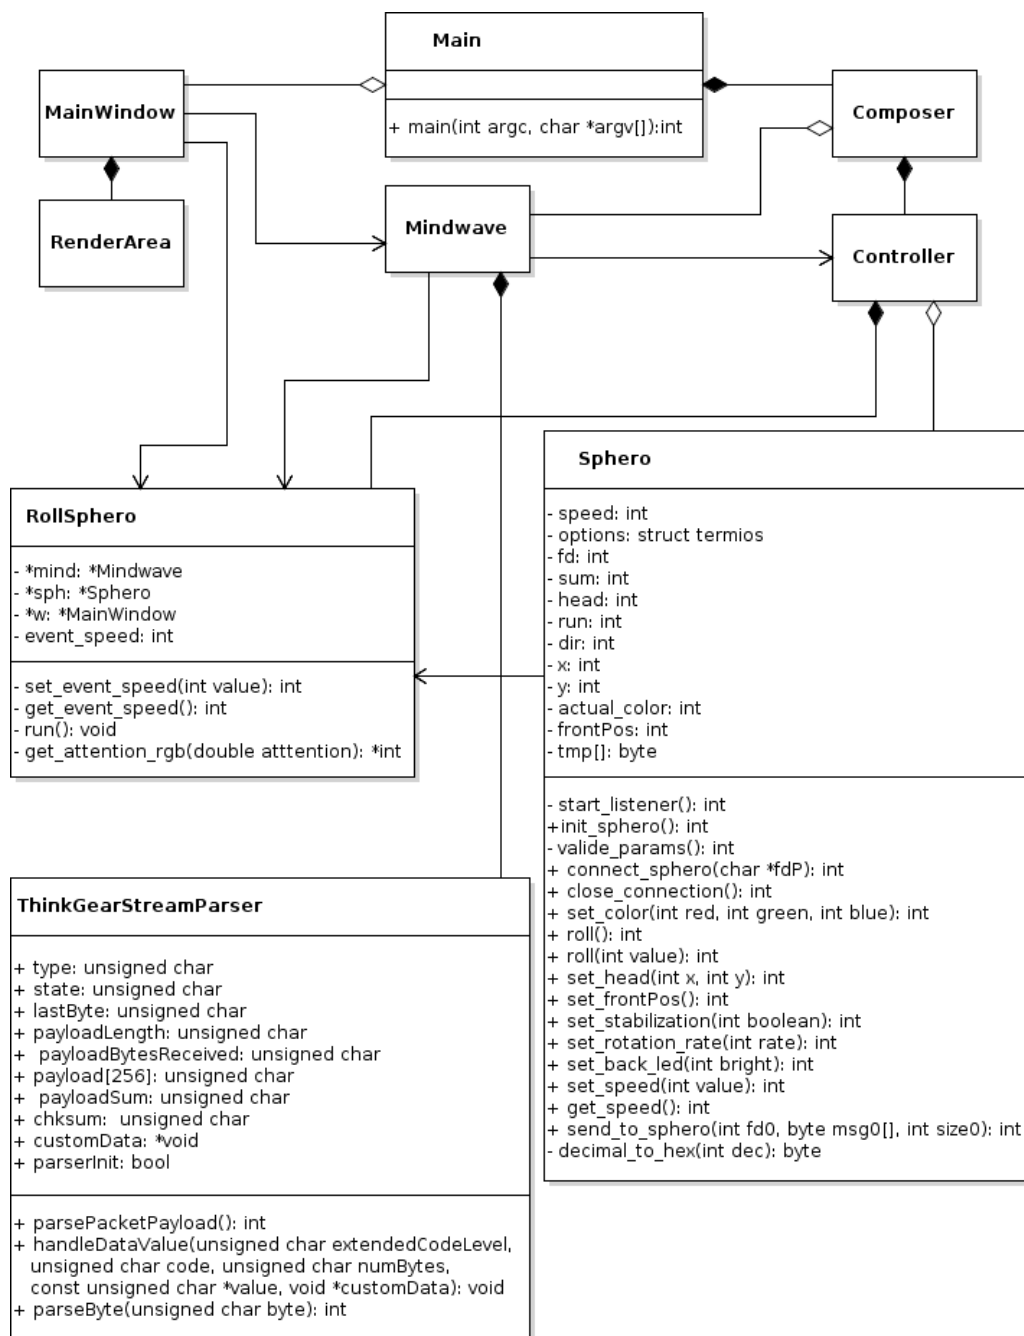 Main
+ main(int argc, char *argv[]):int
MainWindow
Composer
RenderArea
Mindwave
Controller
RollSphero
- *mind: *Mindwave
- *sph: *Sphero
- *w: *MainWindow
- event_speed: int
- set_event_speed(int value): int
- get_event_speed(): int
- run(): void
- get_attention_rgb(double atttention): *int
Sphero
- speed: int
- options: struct termios
- fd: int
- sum: int
- head: int
- run: int
- dir: int
- x: int
- y: int
- actual_color: int
- frontPos: int
- tmp[]: byte
- start_listener(): int
+init_sphero(): int
- valide_params(): int
+ connect_sphero(char *fdP): int
+ close_connection(): int
+ set_color(int red, int green, int blue): int
+ roll(): int
+ roll(int value): int
+ set_head(int x, int y): int
+ set_frontPos(): int
+ set_stabilization(int boolean): int
+ set_rotation_rate(int rate): int
+ set_back_led(int bright): int
+ set_speed(int value): int
+ get_speed(): int
+ send_to_sphero(int fd0, byte msg0[], int size0): int
- decimal_to_hex(int dec): byte
ThinkGearStreamParser
+ type: unsigned char
+ state: unsigned char
+ lastByte: unsigned char
+ payloadLength: unsigned char
+  payloadBytesReceived: unsigned char
+ payload[256]: unsigned char
+  payloadSum: unsigned char
+ chksum:  unsigned char
+ customData: *void
+ parserInit: bool
+ parsePacketPayload(): int
+ handleDataValue(unsigned char extendedCodeLevel,
unsigned char code, unsigned char numBytes,
const unsigned char *value, void *customData): void
+ parseByte(unsigned char byte): int